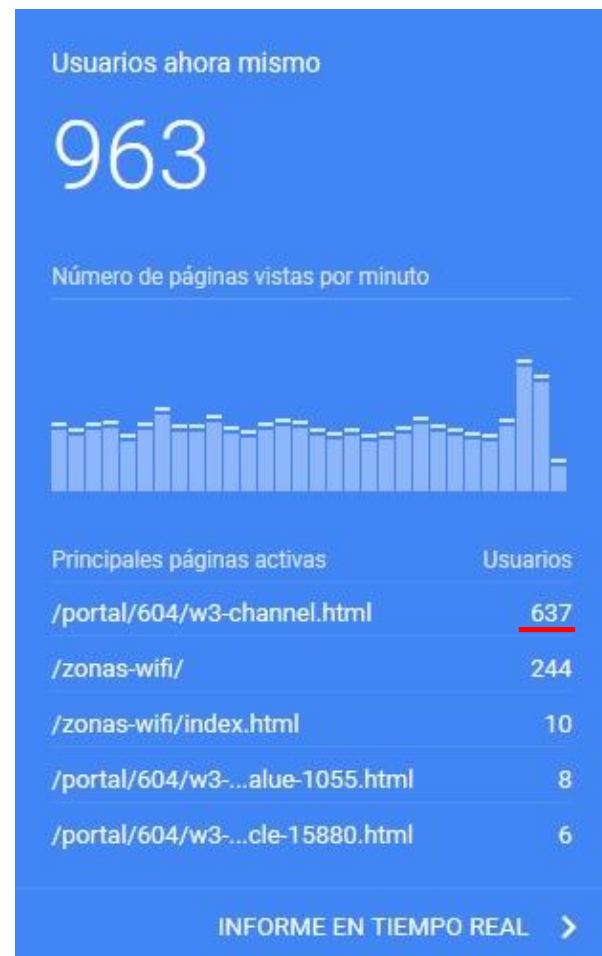 Usuarios ahora mismo
963
Número de páginas vistas por minuto
Principales páginas activas Usuarios
/portal/604/w3-channel.html 637
/zonas-wifi/ 244
/zonas-wifi/index.html 10
/portal/604/w3-...alue-1055.html 8
/portal/604/w3-...cle-15880.html 6
INFORME EN TIEMPO REAL